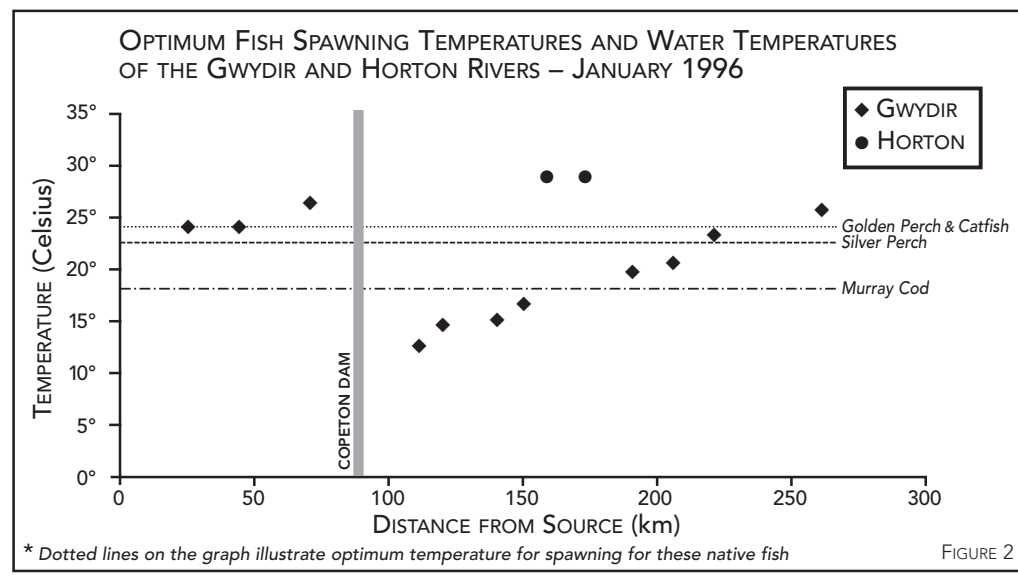 OPTIMUM FISH SPAWNING TEMPERATURES AND WATER TEMPERATURES
OF THE GWYDIR AND HORTON RIVERS – JANUARY 1996
GWYDIR
HORTON
35°
30°
25°
20°
15°
10°
5°
0°
TEMPERATURE (Celsius)
COPETON DAM
Golden Perch & Catfish
Silver Perch
Murray Cod
0 50 100 150 200 250 300
DISTANCE FROM SOURCE (km)
* Dotted lines on the graph illustrate optimum temperature for spawning for these native fish
FIGURE 2